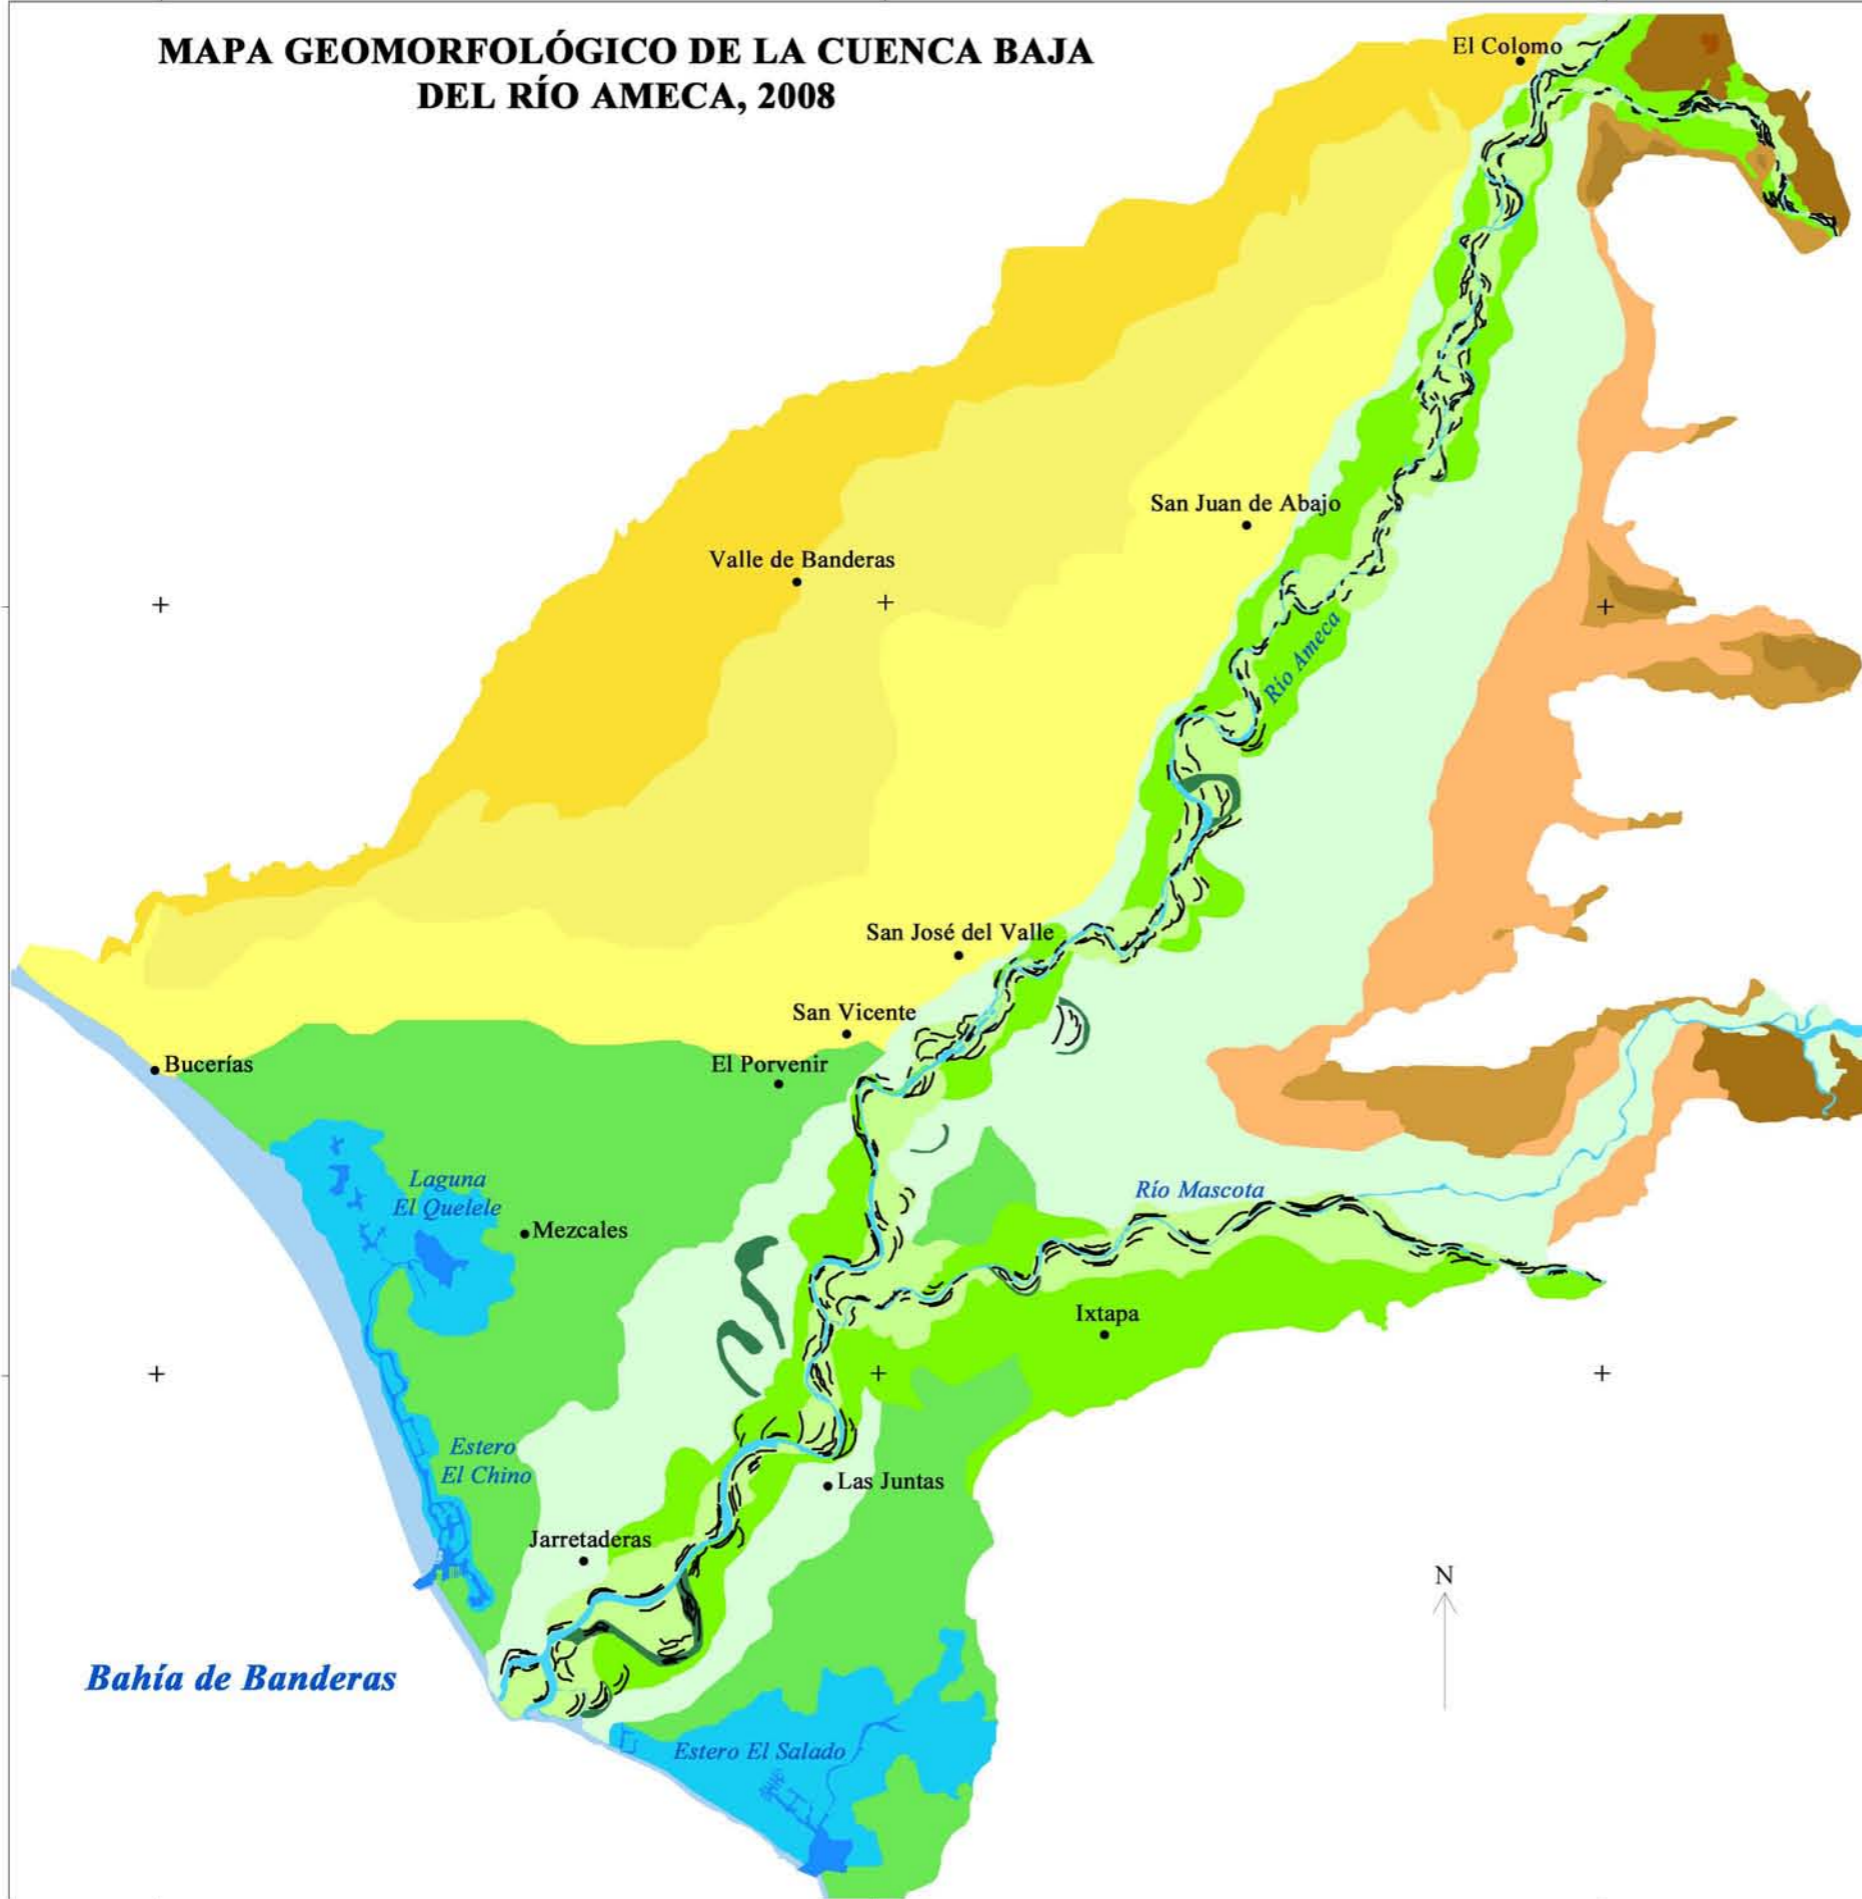 MAPA GEOMORFOLÓGICO DE LA CUENCA BAJA
DEL RÍO AMECA, 2008
El Colomo
San Juan de Abajo
Valle de Banderas
Río Ameca
San José del Valle
San Vicente
El Porvenir
Bucerías
Laguna
El Quelele
Río Mascota
Mezcales
Ixtapa
Estero
El Chino
Las Juntas
Jarretaderas
N
Bahía de Banderas
Estero El Salado